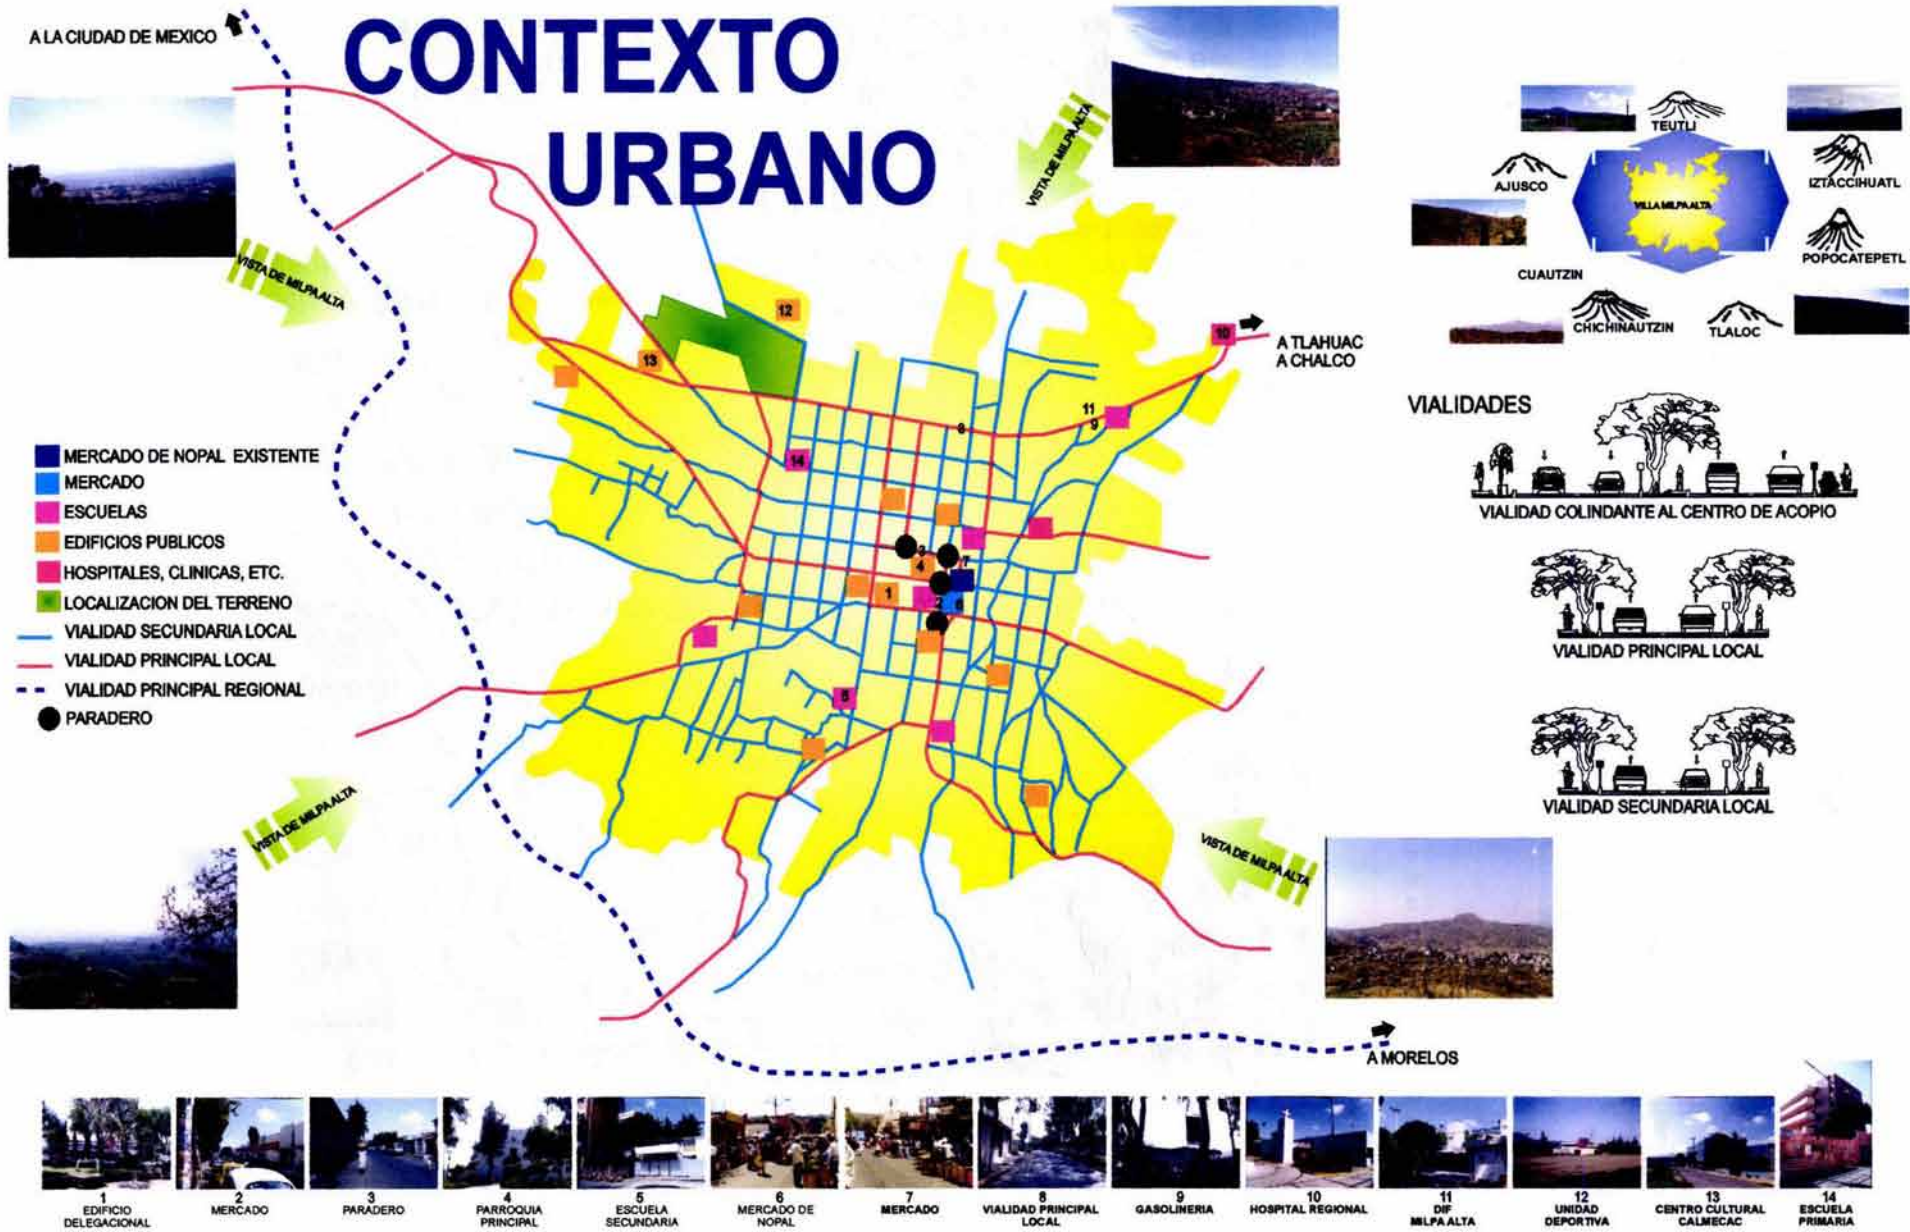 A LA CIUDAD DE MEXICO
CONTEXTO
URBANO
VISTA DE MILPA ALTA
VISTA DE MILPA ALTA
TEUTLI
AJUSCO
IZTACCIHUATL
VILLA MILPA ALTA
POPOCATEPETL
CUAUTZIN
CHICHINAUTZIN
TLALOC
A TLAHUAC
A CHALCO
10
12
13
11
9
8
14
3
4
7
1
2
6
5
MERCADO DE NOPAL EXISTENTE
MERCADO
ESCUELAS
EDIFICIOS PUBLICOS
HOSPITALES, CLINICAS, ETC.
LOCALIZACION DEL TERRENO
VIALIDAD SECUNDARIA LOCAL
VIALIDAD PRINCIPAL LOCAL
VIALIDAD PRINCIPAL REGIONAL
PARADERO
VIALIDADES
VIALIDAD COLINDANTE AL CENTRO DE ACOPIO
VIALIDAD PRINCIPAL LOCAL
VIALIDAD SECUNDARIA LOCAL
VISTA DE MILPA ALTA
VISTA DE MILPA ALTA
A MORELOS
1
EDIFICIO
DELEGACIONAL
2
MERCADO
3
PARADERO
4
PARROQUIA
PRINCIPAL
5
ESCUELA
SECUNDARIA
6
MERCADO DE
NOPAL
7
MERCADO
8
VIALIDAD PRINCIPAL
LOCAL
9
GASOLINERIA
10
HOSPITAL REGIONAL
11
DIF
MILPA ALTA
12
UNIDAD
DEPORTIVA
13
CENTRO CULTURAL
CALMECAC
14
ESCUELA
PRIMARIA